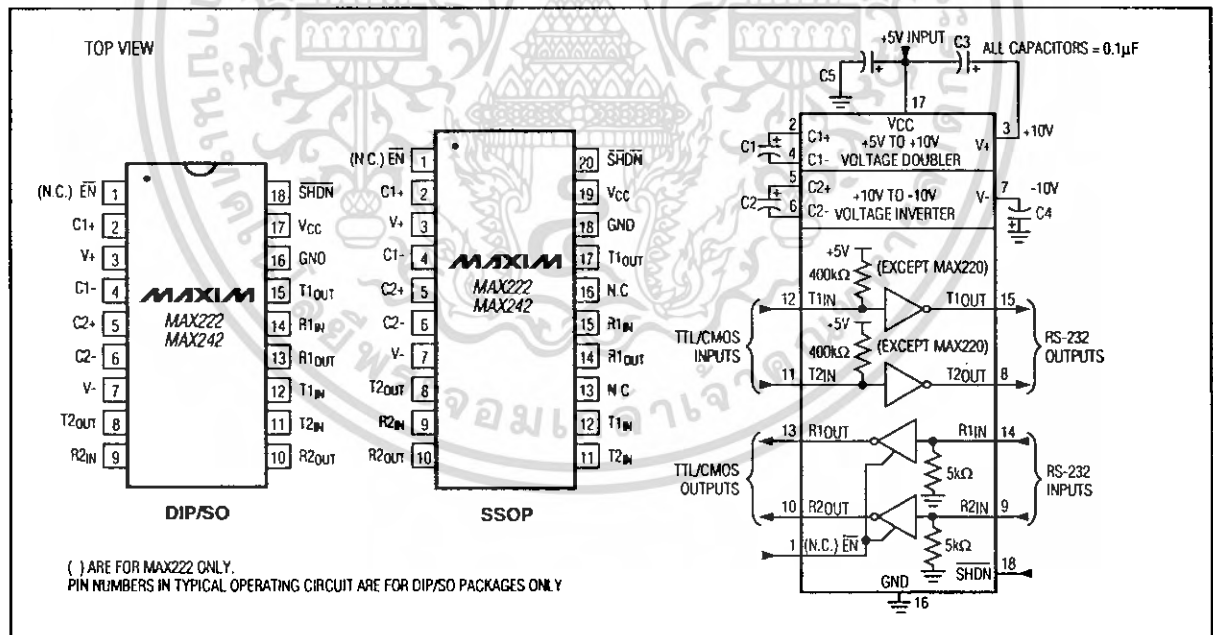 TOP VIEW
(N.C.) EN 1
C1+ 2
V+ 3
C1- 4
C2+ 5
C2- 6
V- 7
T2OUT 8
R2IN 9
18 SHDN
17 VCC
16 GND
15 T1OUT
14 R1IN
13 R1OUT
12 T1IN
11 T2IN
10 R2OUT
MAXIM
MAX222
MAX242
DIP/SO
(N.C.) EN 1
C1+ 2
V+ 3
C1- 4
C2+ 5
C2- 6
V- 7
T2OUT 8
R2IN 9
R2OUT 10
20 SHDN
19 VCC
18 GND
17 T1OUT
16 N.C
15 R1IN
14 R1OUT
13 N.C
12 T1IN
11 T2IN
MAXIM
MAX222
MAX242
SSOP
+5V INPUT
C3
ALL CAPACITORS = 0.1μF
C5
17
VCC
2 C1+
C1
4 C1-
+5V TO +10V
VOLTAGE DOUBLER
V+ 3 +10V
5 C2+
C2
6 C2-
+10V TO -10V
VOLTAGE INVERTER
V- 7 -10V
C4
+5V
400kΩ
(EXCEPT MAX220)
12 T1IN
T1OUT 15
+5V
400kΩ
(EXCEPT MAX220)
11 T2IN
T2OUT 8
TTL/CMOS
INPUTS
RS-232
OUTPUTS
13 R1OUT
R1IN 14
5kΩ
10 R2OUT
R2IN 9
5kΩ
TTL/CMOS
OUTPUTS
RS-232
INPUTS
1 (N.C.) EN
SHDN 18
GND
16
( ) ARE FOR MAX222 ONLY.
PIN NUMBERS IN TYPICAL OPERATING CIRCUIT ARE FOR DIP/SO PACKAGES ONLY